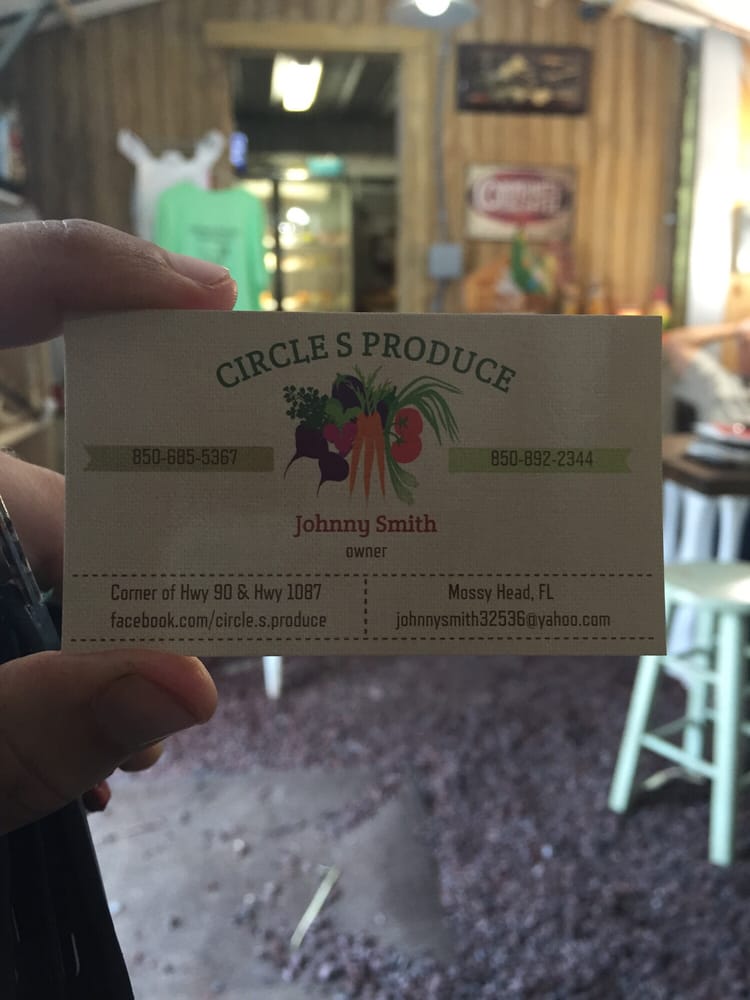 CIRCLE S PRODUCE
850-685-5367
850-892-2344
Johnny Smith
owner
Corner of Hwy 90 & Hwy 1087
facebook.com/circle.s.produce
Mossy Head, FL
johnnysmith32536@yahoo.com